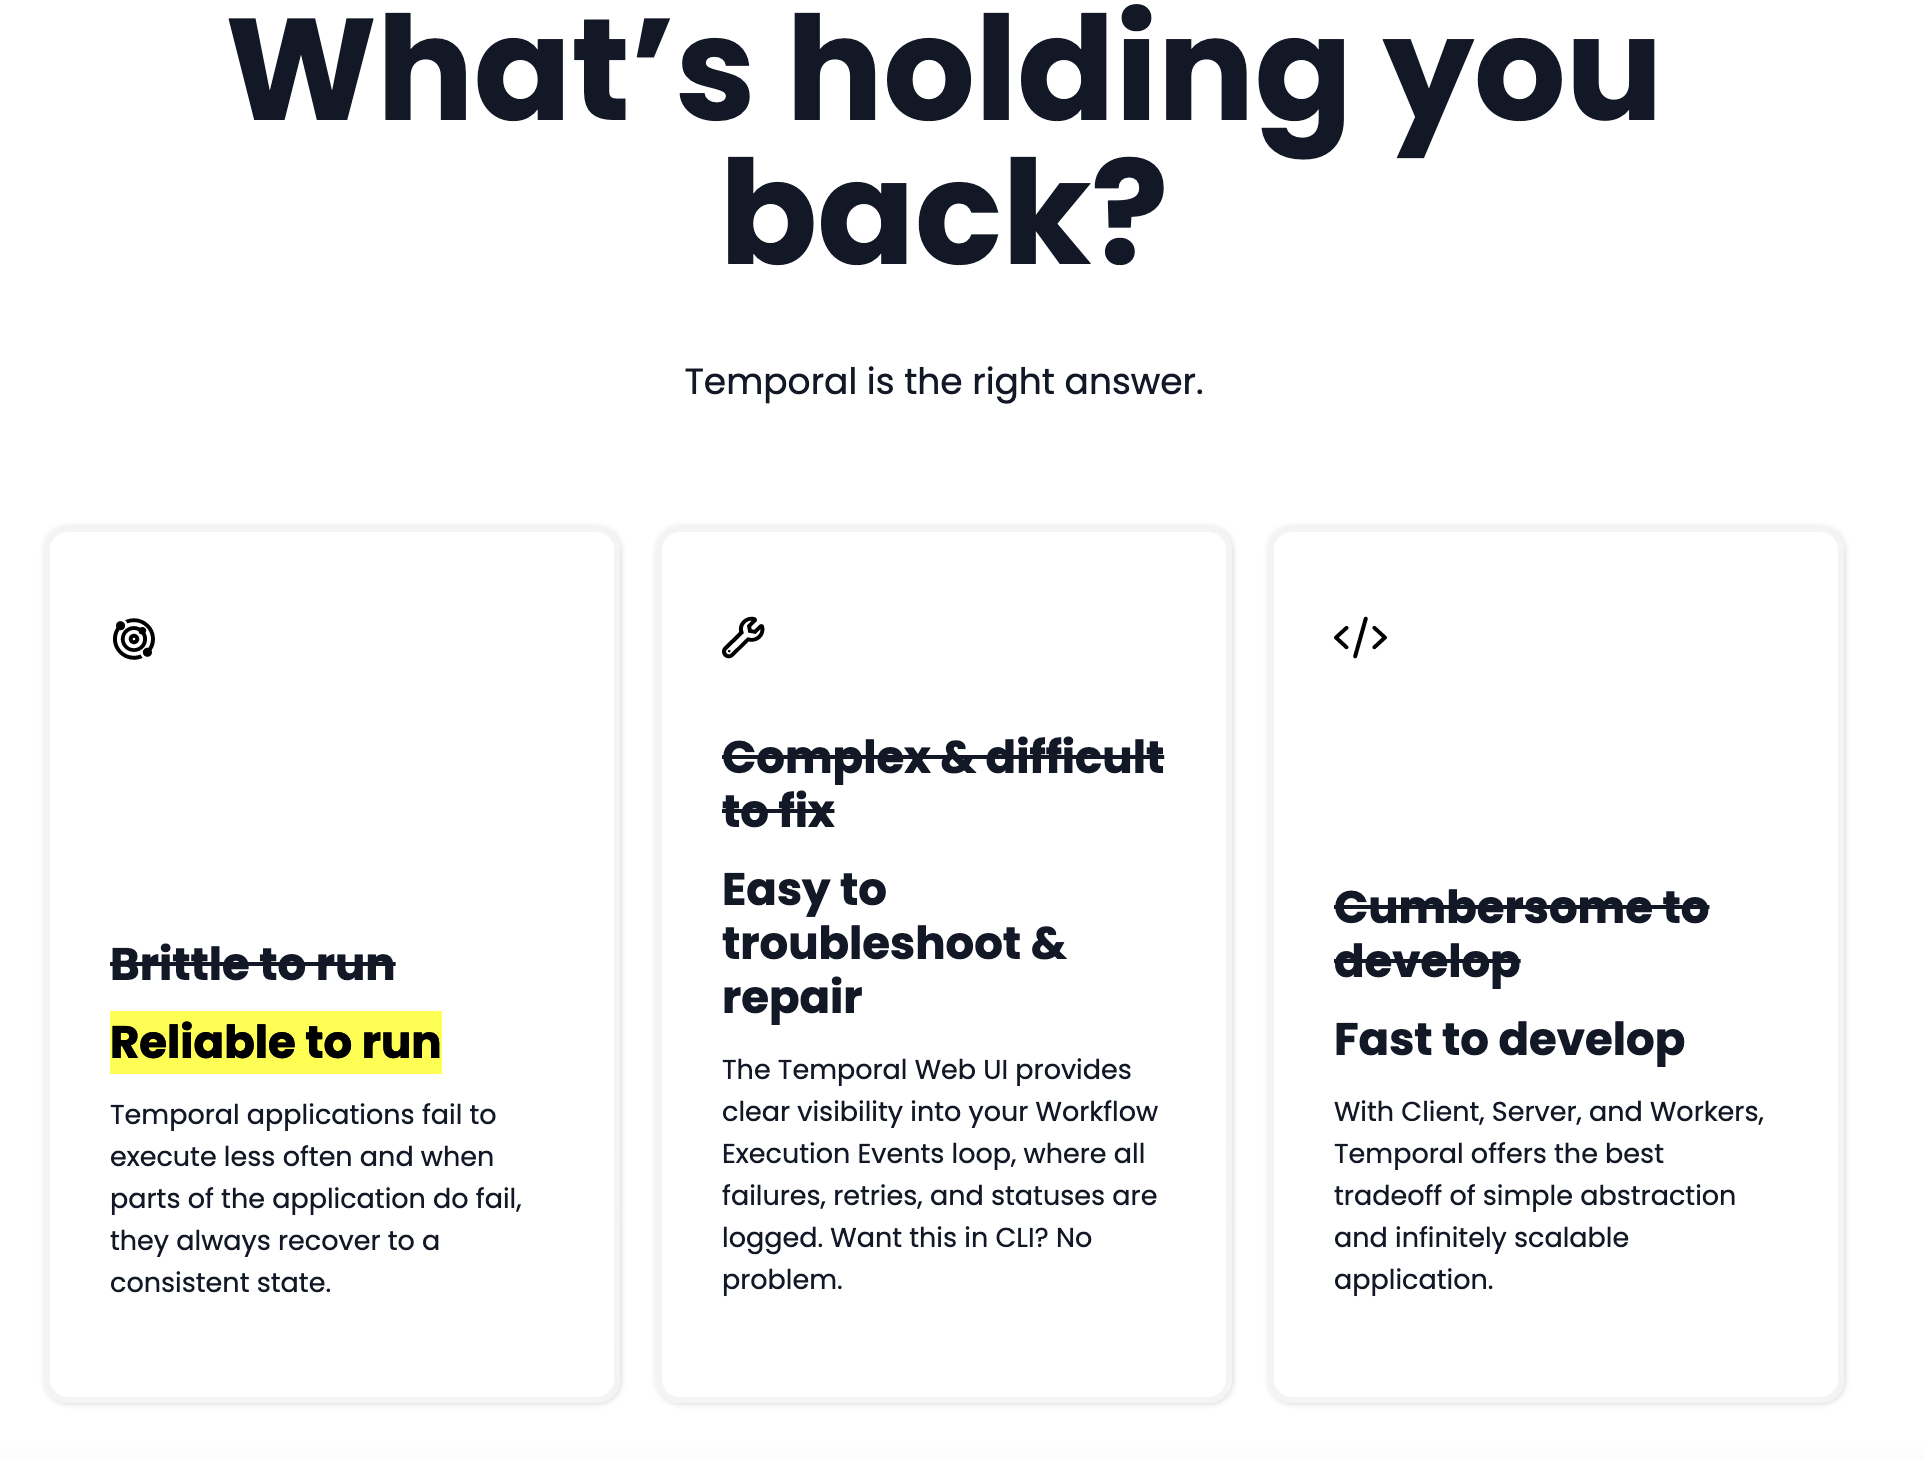 What’s holding you
back?
Temporal is the right answer.
Brittle to run
Reliable to run
Temporal applications fail to
execute less often and when
parts of the application do fail,
they always recover to a
consistent state.
Complex & difficult
to fix
Easy to
troubleshoot &
repair
The Temporal Web UI provides
clear visibility into your Workflow
Execution Events loop, where all
failures, retries, and statuses are
logged. Want this in CLI? No
problem.
Cumbersome to
develop
Fast to develop
With Client, Server, and Workers,
Temporal offers the best
tradeoff of simple abstraction
and infinitely scalable
application.